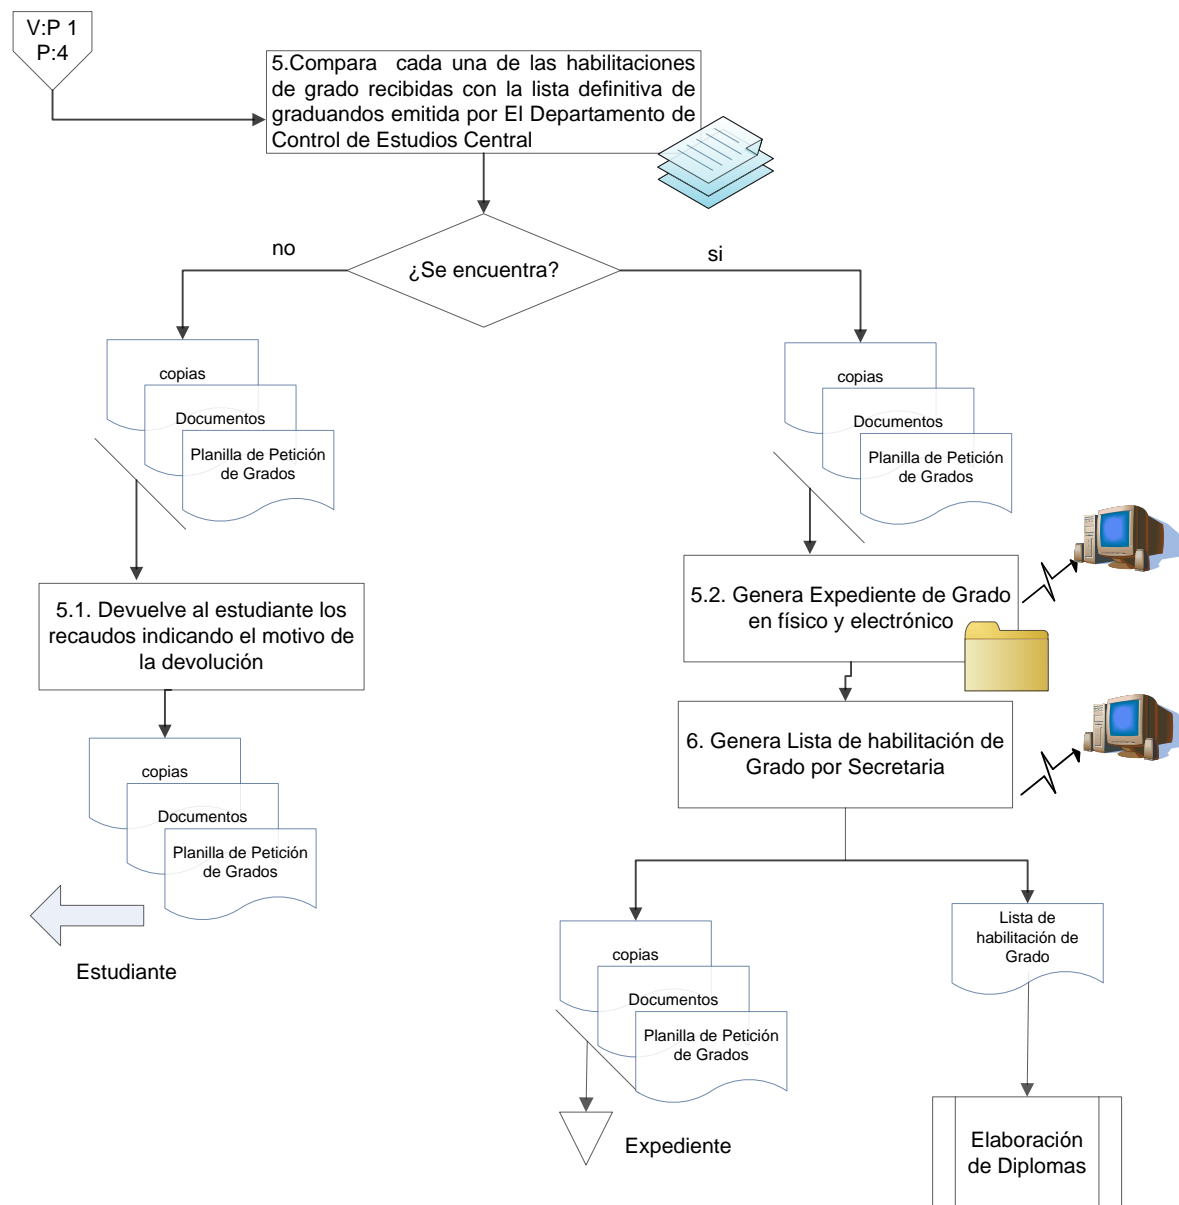 V:P 1
P:4
5.Compara cada una de las habilitaciones
de grado recibidas con la lista definitiva de
graduandos emitida por El Departamento de
Control de Estudios Central
¿Se encuentra?
no
si
copias
Documentos
Planilla de Petición
de Grados
copias
Documentos
Planilla de Petición
de Grados
5.1. Devuelve al estudiante los
recaudos indicando el motivo de
la devolución
5.2. Genera Expediente de Grado
en físico y electrónico
6. Genera Lista de habilitación de
Grado por Secretaria
copias
Documentos
Planilla de Petición
de Grados
Estudiante
copias
Documentos
Planilla de Petición
de Grados
Expediente
Lista de
habilitación de
Grado
Elaboración
de Diplomas